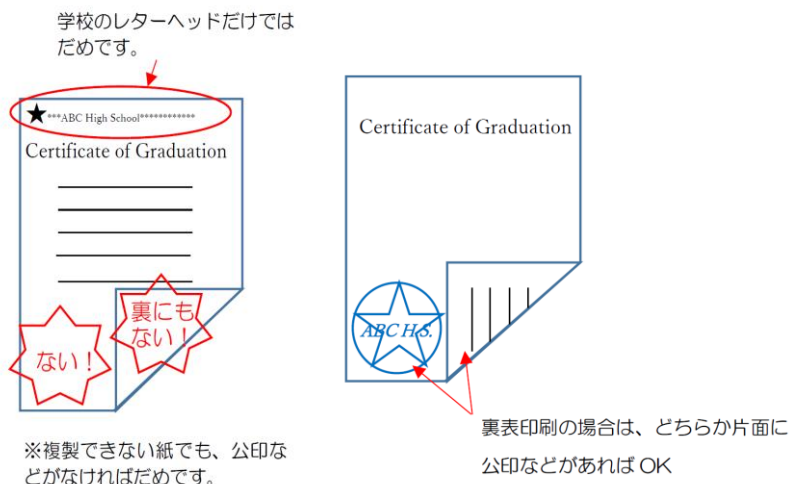 学校のレターヘッドだけでは
だめです。
★***ABC High School************
Certificate of Graduation
ない！
裏にも
ない！
※複製できない紙でも、公印な
どがなければだめです。
Certificate of Graduation
ABC H.S.
裏表印刷の場合は、どちらか片面に
公印などがあれば OK